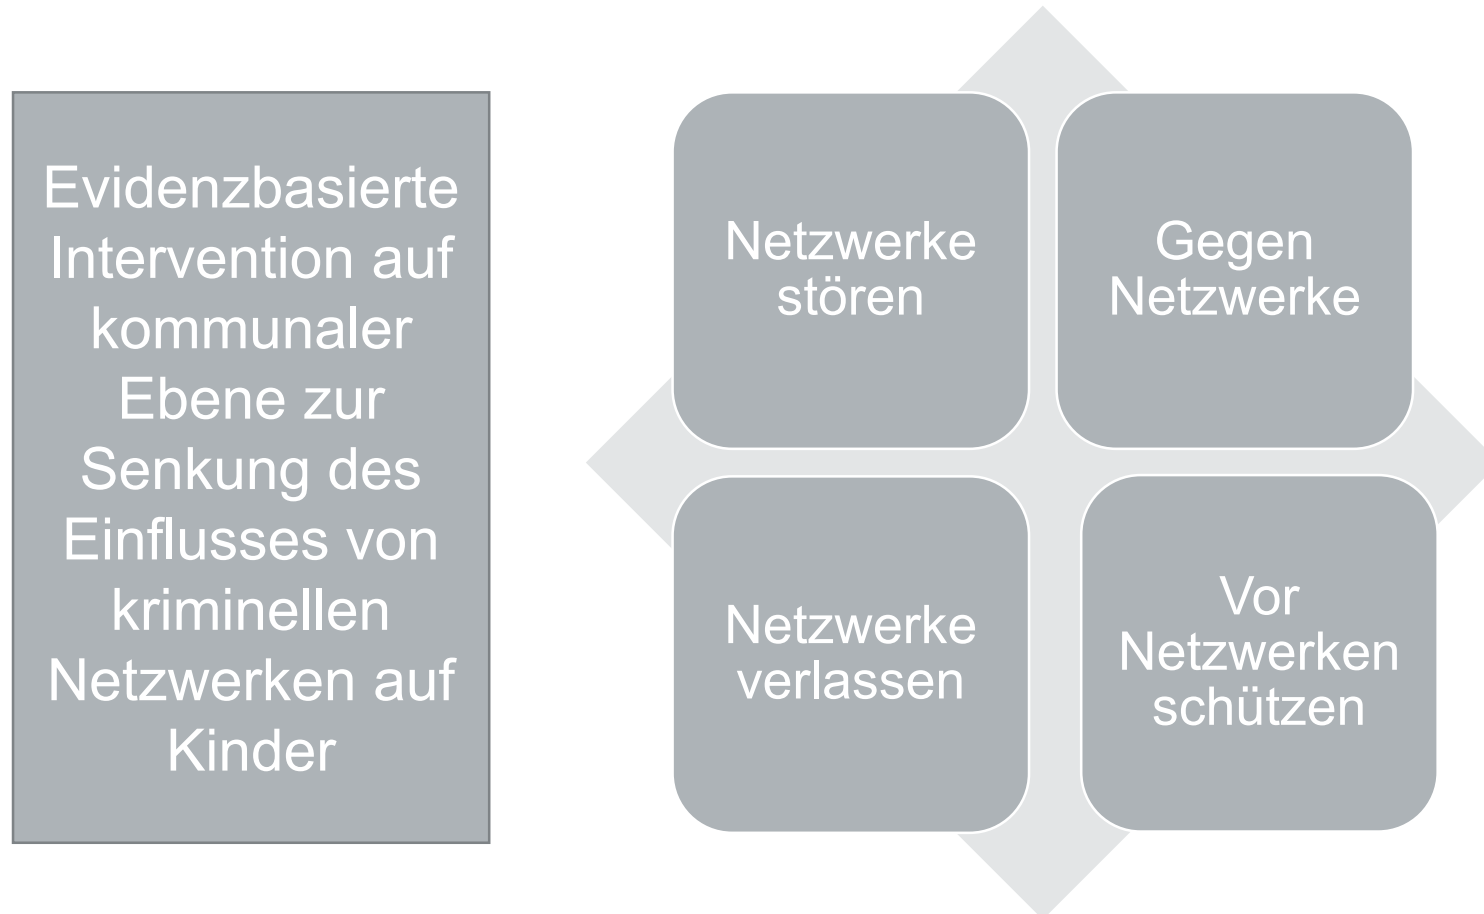 Evidenzbasierte
Intervention auf
kommunaler
Ebene zur
Senkung des
Einflusses von
kriminellen
Netzwerken auf
Kinder
Netzwerke
stören
Gegen
Netzwerke
Netzwerke
verlassen
Vor
Netzwerken
schützen